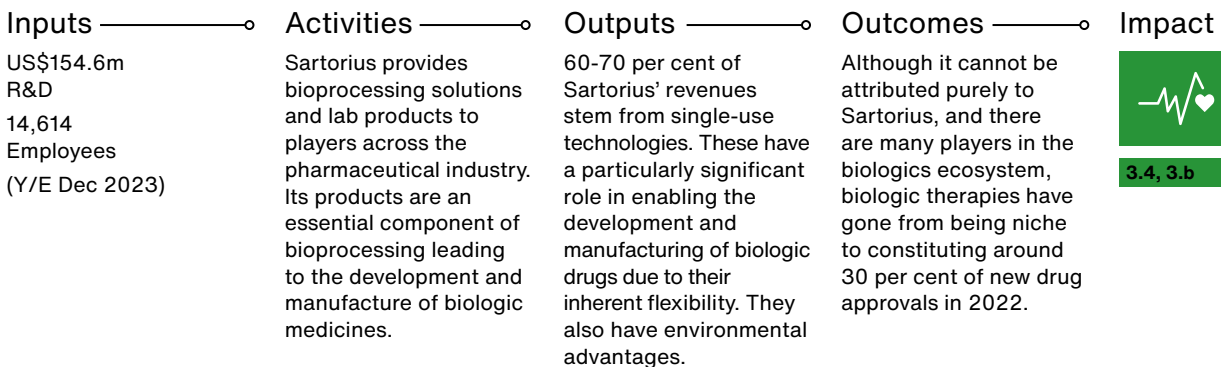 Inputs
US$154.6m
R&D
14,614
Employees
(Y/E Dec 2023)
Activities
Sartorius provides
bioprocessing solutions
and lab products to
players across the
pharmaceutical industry.
Its products are an
essential component of
bioprocessing leading
to the development and
manufacture of biologic
medicines.
Outputs
60-70 per cent of
Sartorius’ revenues
stem from single-use
technologies. These have
a particularly significant
role in enabling the
development and
manufacturing of biologic
drugs due to their
inherent flexibility. They
also have environmental
advantages.
Outcomes
Although it cannot be
attributed purely to
Sartorius, and there
are many players in the
biologics ecosystem,
biologic therapies have
gone from being niche
to constituting around
30 per cent of new drug
approvals in 2022.
Impact
3.4, 3.b